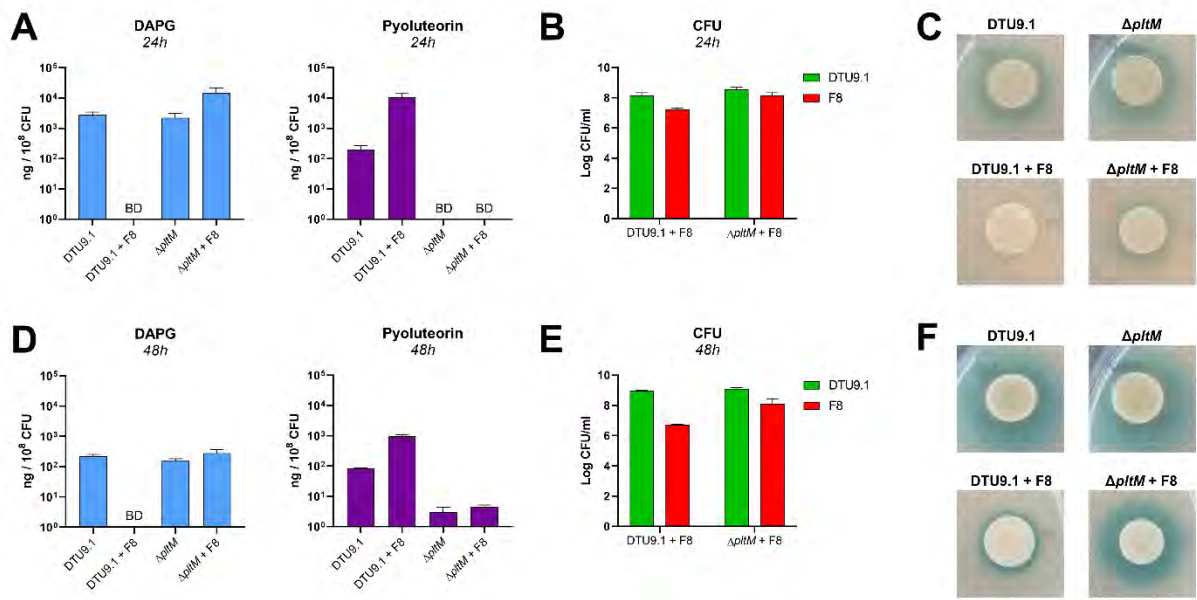 A
DAPG
24h
ng / 10⁸ CFU
10⁵
10⁴
10³
10²
10¹
10⁰
BD
DTU9.1
DTU9.1 + F8
ΔpltM
ΔpltM + F8
Pyoluteorin
24h
ng / 10⁸ CFU
10⁵
10⁴
10³
10²
10¹
10⁰
BD
BD
DTU9.1
DTU9.1 + F8
ΔpltM
ΔpltM + F8
B
CFU
24h
Log CFU/ml
10
8
6
4
2
0
DTU9.1 + F8
ΔpltM + F8
DTU9.1
F8
C
DTU9.1
ΔpltM
DTU9.1 + F8
ΔpltM + F8
D
DAPG
48h
ng / 10⁸ CFU
10⁵
10⁴
10³
10²
10¹
10⁰
BD
DTU9.1
DTU9.1 + F8
ΔpltM
ΔpltM + F8
Pyoluteorin
48h
ng / 10⁸ CFU
10⁵
10⁴
10³
10²
10¹
10⁰
DTU9.1
DTU9.1 + F8
ΔpltM
ΔpltM + F8
E
CFU
48h
Log CFU/ml
10
8
6
4
2
0
DTU9.1 + F8
ΔpltM + F8
DTU9.1
F8
F
DTU9.1
ΔpltM
DTU9.1 + F8
ΔpltM + F8